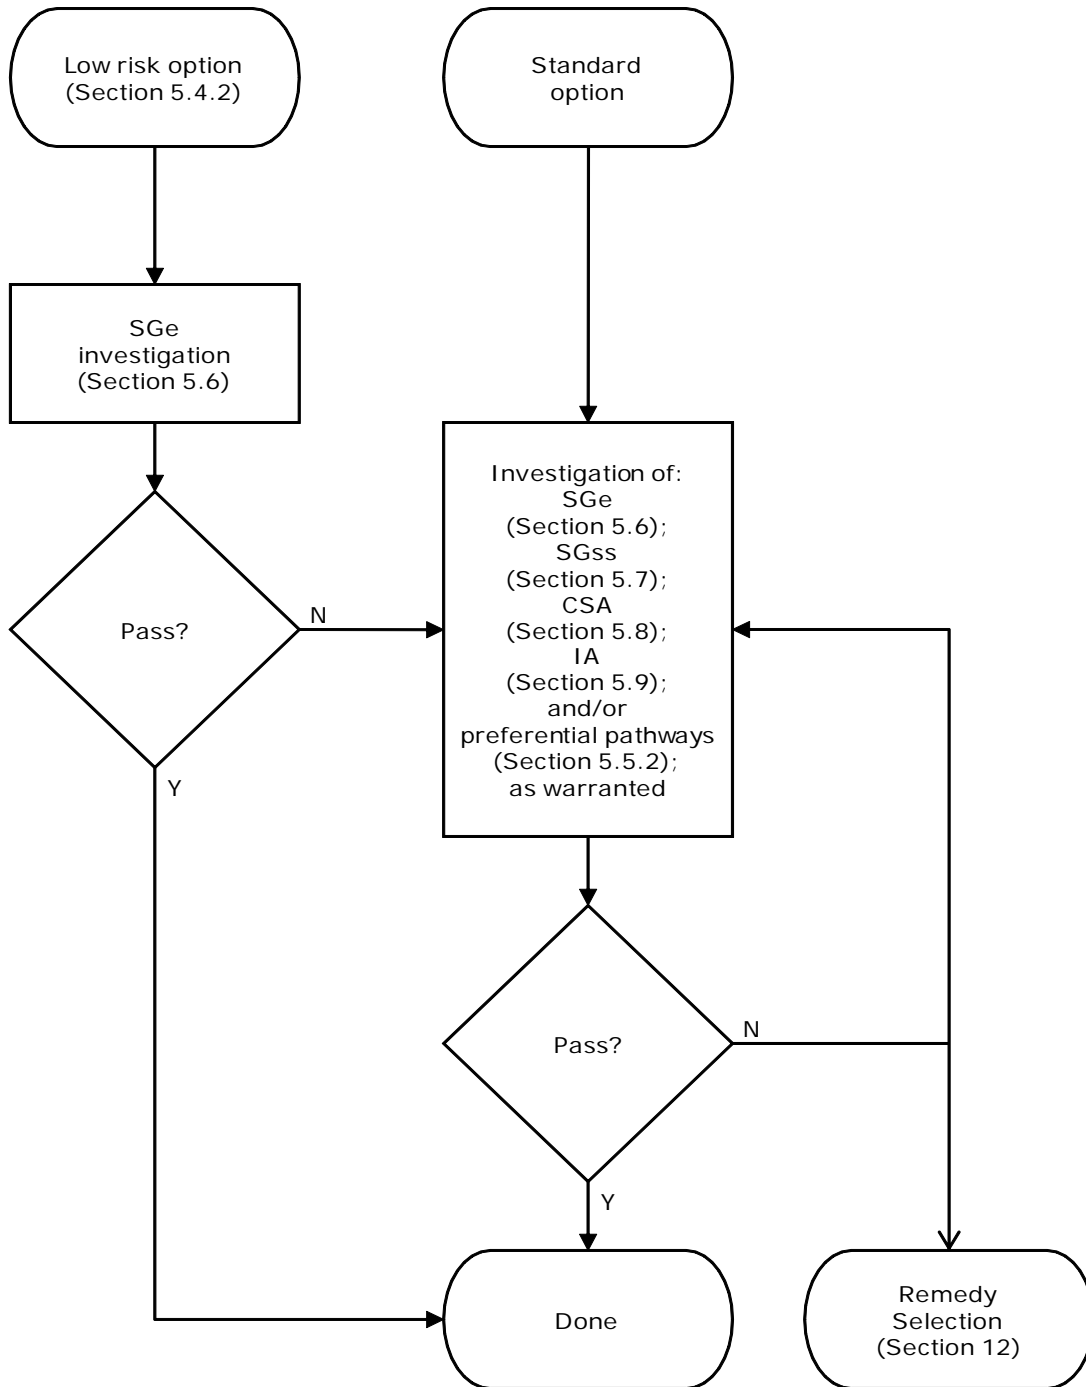 Low risk option
(Section 5.4.2)
Standard
option
SGe
investigation
(Section 5.6)
Investigation of:
SGe
(Section 5.6);
SGss
(Section 5.7);
CSA
(Section 5.8);
IA
(Section 5.9);
and/or
preferential pathways
(Section 5.5.2);
as warranted
Pass?
N
Y
Pass?
N
Y
Done
Remedy
Selection
(Section 12)